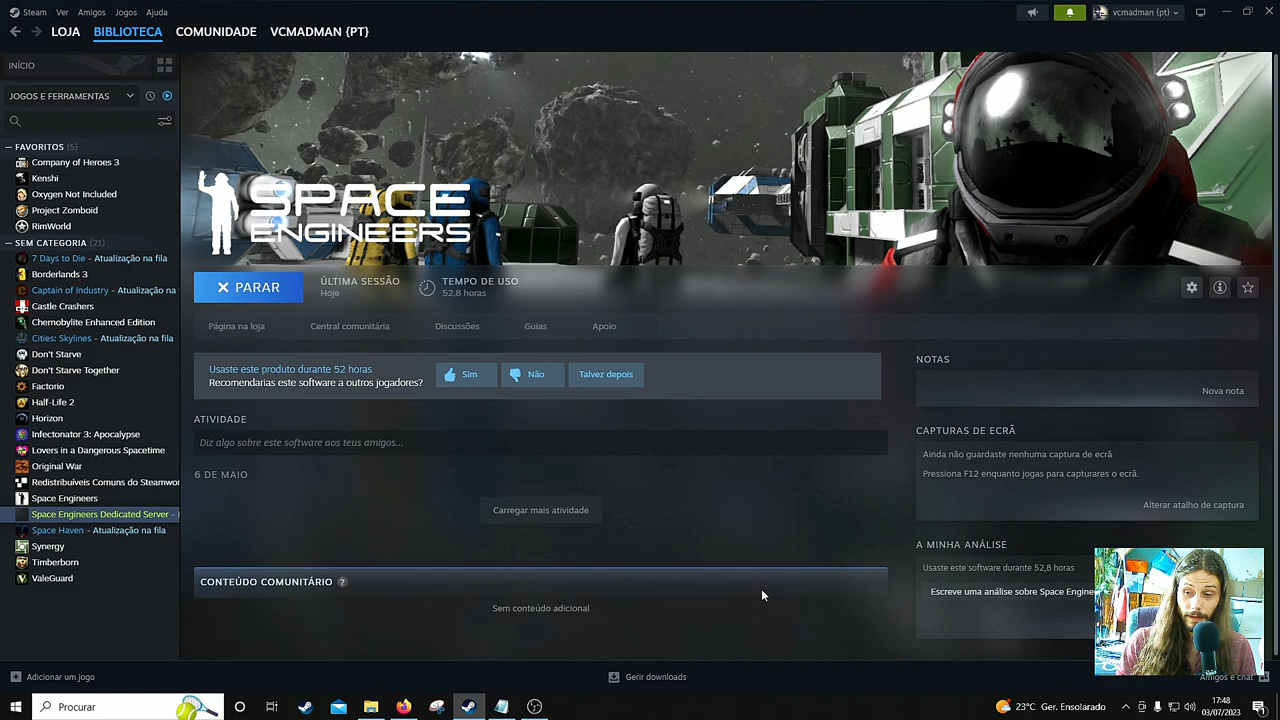 Steam Ver Amigos Jogos Ajuda
vcmadman {pt}
LOJA BIBLIOTECA COMUNIDADE VCMADMAN {PT}
INÍCIO
JOGOS E FERRAMENTAS
FAVORITOS (5)
Company of Heroes 3
Kenshi
Oxygen Not Included
Project Zomboid
RimWorld
SEM CATEGORIA (21)
7 Days to Die - Atualização na fila
Borderlands 3
Captain of Industry - Atualização na
Castle Crashers
Chernobylite Enhanced Edition
Cities: Skylines - Atualização na fila
Don't Starve
Don't Starve Together
Factorio
Half-Life 2
Horizon
Infectonator 3: Apocalypse
Lovers in a Dangerous Spacetime
Original War
Redistribuíveis Comuns do Steamwor
Space Engineers
Space Engineers Dedicated Server -
Space Haven - Atualização na fila
Synergy
Timberborn
ValeGuard
SPACE
ENGINEERS
PARAR
ÚLTIMA SESSÃO
Hoje
TEMPO DE USO
52,8 horas
Página na loja Central comunitária Discussões Guias Apoio
Usaste este produto durante 52 horas
Recomendarias este software a outros jogadores?
Sim Não Talvez depois
ATIVIDADE
Diz algo sobre este software aos teus amigos...
6 DE MAIO
Carregar mais atividade
CONTEÚDO COMUNITÁRIO ?
Sem conteúdo adicional
NOTAS
Nova nota
CAPTURAS DE ECRÃ
Ainda não guardaste nenhuma captura de ecrã
Pressiona F12 enquanto jogas para capturares o ecrã.
Alterar atalho de captura
A MINHA ANÁLISE
Usaste este software durante 52,8 horas
Escreve uma análise sobre Space Engine
Adicionar um jogo
Gerir downloads
Amigos e chat
Procurar
23°C Ger. Ensolarado
17:48
03/07/2023